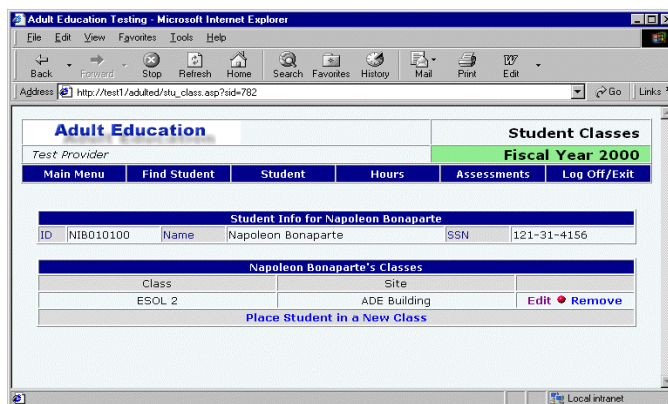 Adult Education Testing - Microsoft Internet Explorer
File Edit View Favorites Tools Help
Back Forward Stop Refresh Home Search Favorites History Mail Print Edit
Address http://test1/adulted/stu_class.asp?sid=782 Go Links
Adult Education Student Classes
Test Provider Fiscal Year 2000
Main Menu Find Student Student Hours Assessments Log Off/Exit
Student Info for Napoleon Bonaparte
ID NIB010100 Name Napoleon Bonaparte SSN 121-31-4156
Napoleon Bonaparte's Classes
Class Site
ESOL 2 ADE Building Edit Remove
Place Student in a New Class
Local intranet